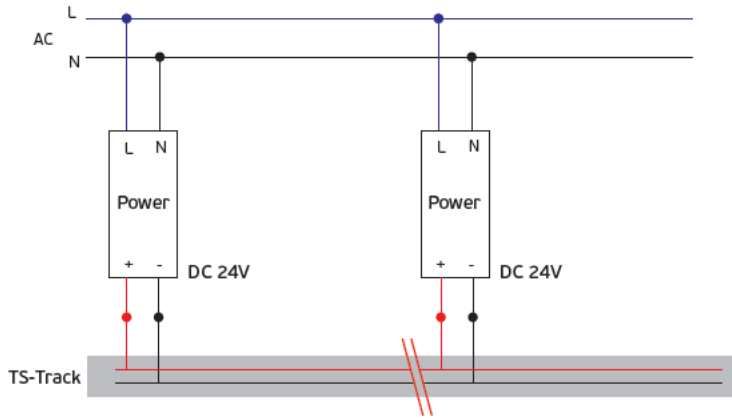 L
AC
N
L N
L N
Power
Power
+ -
+ -
DC 24V
DC 24V
TS-Track